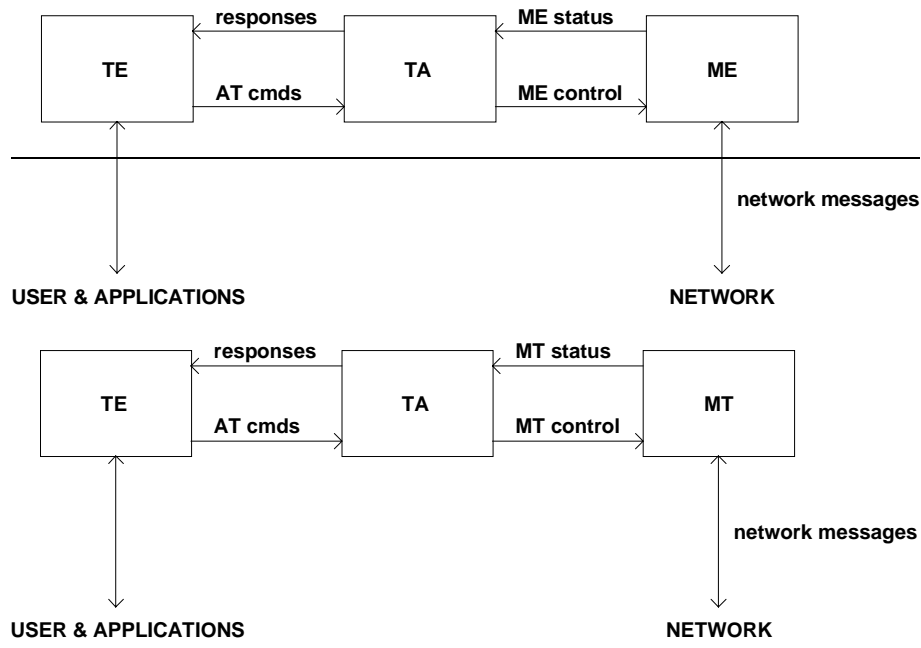 responses
ME status
TE
TA
ME
AT cmds
ME control
network messages
USER & APPLICATIONS
NETWORK
responses
MT status
TE
TA
MT
AT cmds
MT control
network messages
USER & APPLICATIONS
NETWORK